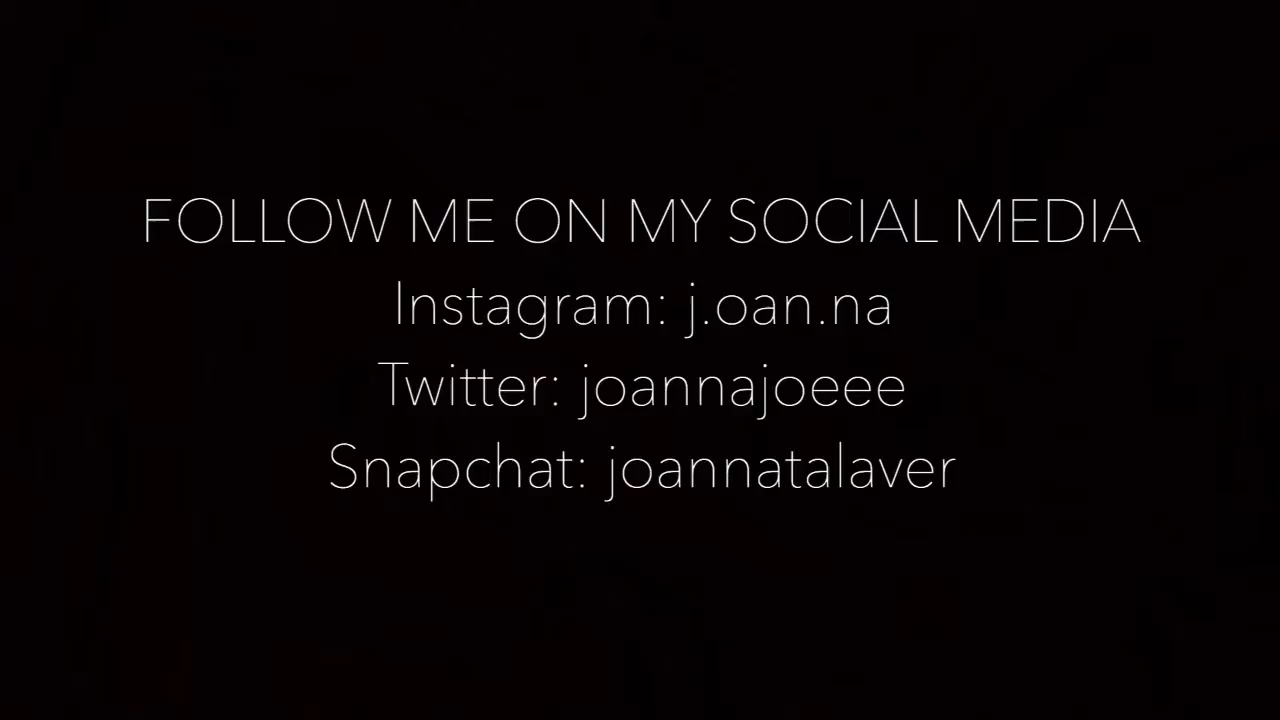 FOLLOW ME ON MY SOCIAL MEDIA
Instagram: j.oan.na
Twitter: joannajoeee
Snapchat: joannatalaver